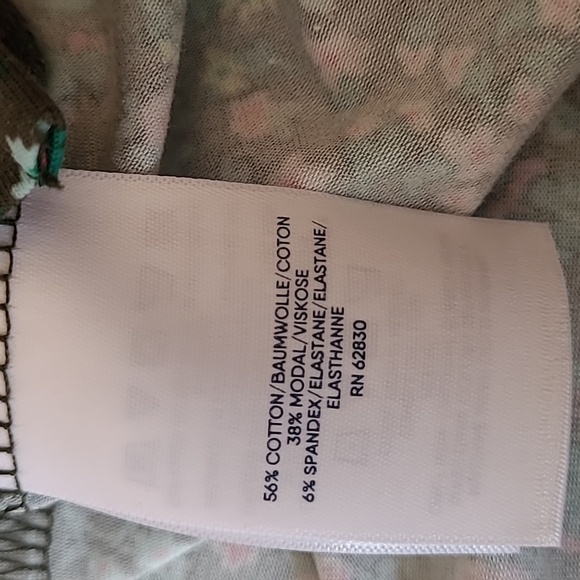 56% COTTON/BAUMWOLLE/COTON
38% MODAL/VISKOSE
6% SPANDEX/ELASTANE/ELASTANE/
ELASTHANNE
RN 62830